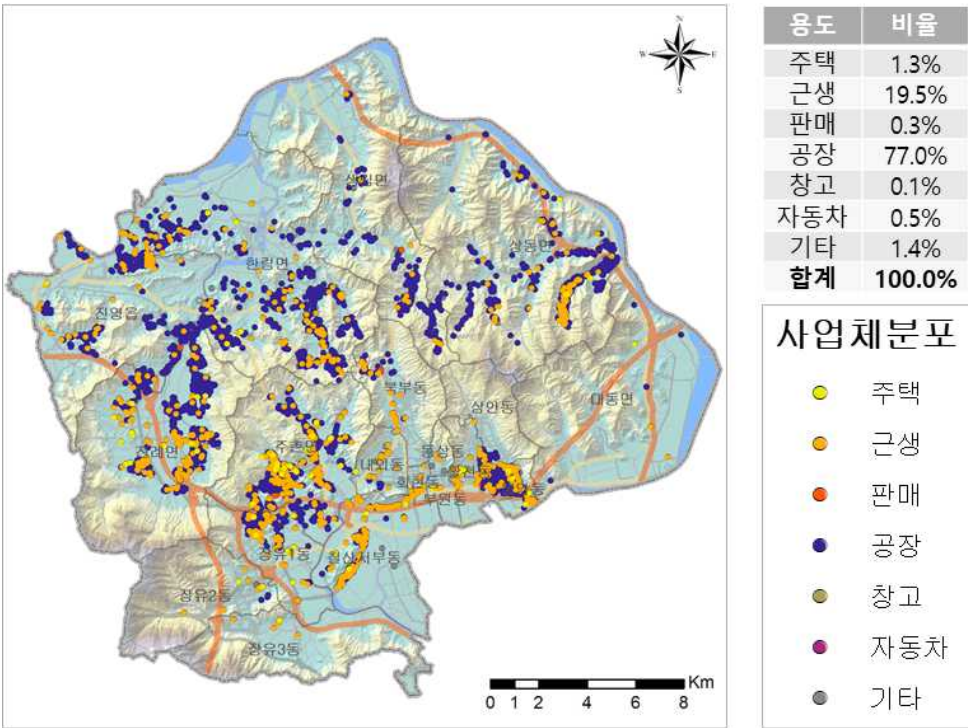 N
W
E
S
생림면
상동면
한림면
진영읍
북부동
삼안동
대동면
진례면
주촌면
내외동
동상동
회현동
부원동
장유1동
칠산서부동
장유2동
장유3동
Km
0 1 2 4 6 8
용도 비율
주택 1.3%
근생 19.5%
판매 0.3%
공장 77.0%
창고 0.1%
자동차 0.5%
기타 1.4%
합계 100.0%
사업체분포
주택
근생
판매
공장
창고
자동차
기타